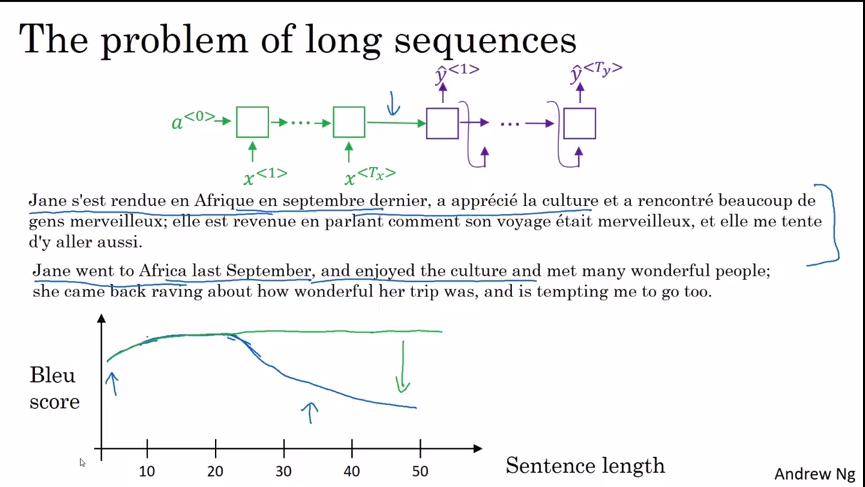 The problem of long sequences
ŷ<1> ŷ<Ty>
a<0> ... ...
x<1> x<Tx>
Jane s'est rendue en Afrique en septembre dernier, a apprécié la culture et a rencontré beaucoup de
gens merveilleux; elle est revenue en parlant comment son voyage était merveilleux, et elle me tente
d'y aller aussi.
Jane went to Africa last September, and enjoyed the culture and met many wonderful people;
she came back raving about how wonderful her trip was, and is tempting me to go too.
Bleu
score
10 20 30 40 50
Sentence length
Andrew Ng